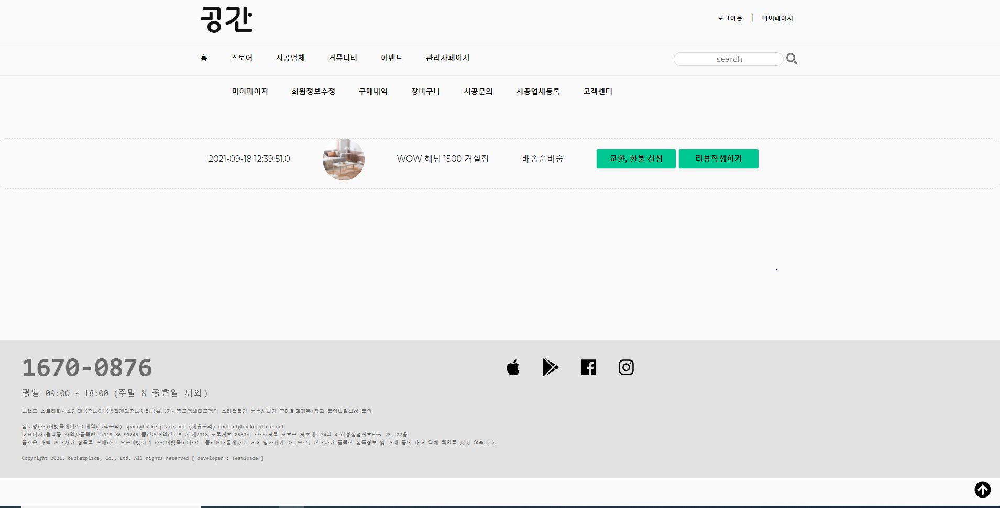 공간
로그아웃 | 마이페이지
홈 스토어 시공업체 커뮤니티 이벤트 관리자페이지 search
마이페이지 회원정보수정 구매내역 장바구니 시공문의 시공업체등록 고객센터
2021-09-18 12:39:51.0 WOW 헤닝 1500 거실장 배송준비중 교환, 환불 신청 리뷰작성하기
1670-0876
평일 09:00 ~ 18:00 (주말 & 공휴일 제외)
브랜드 스토리회사소개채용정보이용약관개인정보처리방침공지사항고객센터고객의 소리전문가 등록사업자 구매회원제휴/광고 문의입점신청 문의
상호명(주)버킷플레이스이메일(고객문의) space@bucketplace.net (제휴문의) contact@bucketplace.net
대표이사:홍길동 사업자등록번호:119-86-91245 통신판매업신고번호:제2018-서울서초-0580호 주소:서울 서초구 서초대로74길 4 삼성생명서초타워 25, 27층
공간은 개별 판매자가 상품을 판매하는 오픈마켓이며 (주)버킷플레이스는 통신판매중개자로 거래 당사자가 아니므로, 판매자가 등록한 상품정보 및 거래 등에 대해 일체 책임을 지지 않습니다.
Copyright 2021. bucketplace, Co., Ltd. All rights reserved [ developer : TeamSpace ]